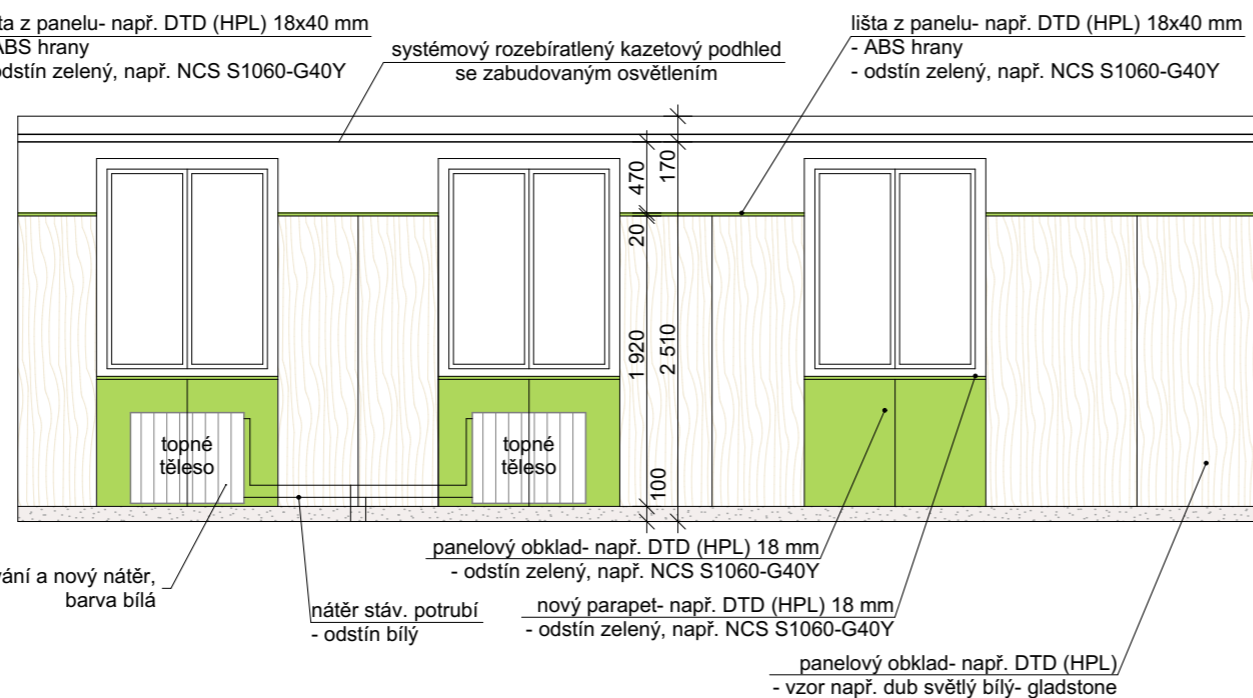 ta z panelu- např. DTD (HPL) 18x40 mm
ABS hrany
odstín zelený, např. NCS S1060-G40Y
systémový rozebíratlený kazetový podhled
se zabudovaným osvětlením
lišta z panelu- např. DTD (HPL) 18x40 mm
- ABS hrany
- odstín zelený, např. NCS S1060-G40Y
470
170
20
1 920
2 510
100
topné
těleso
topné
těleso
vání a nový nátěr,
barva bílá
nátěr stáv. potrubí
- odstín bílý
panelový obklad- např. DTD (HPL) 18 mm
- odstín zelený, např. NCS S1060-G40Y
nový parapet- např. DTD (HPL) 18 mm
- odstín zelený, např. NCS S1060-G40Y
panelový obklad- např. DTD (HPL)
- vzor např. dub světlý bílý- gladstone